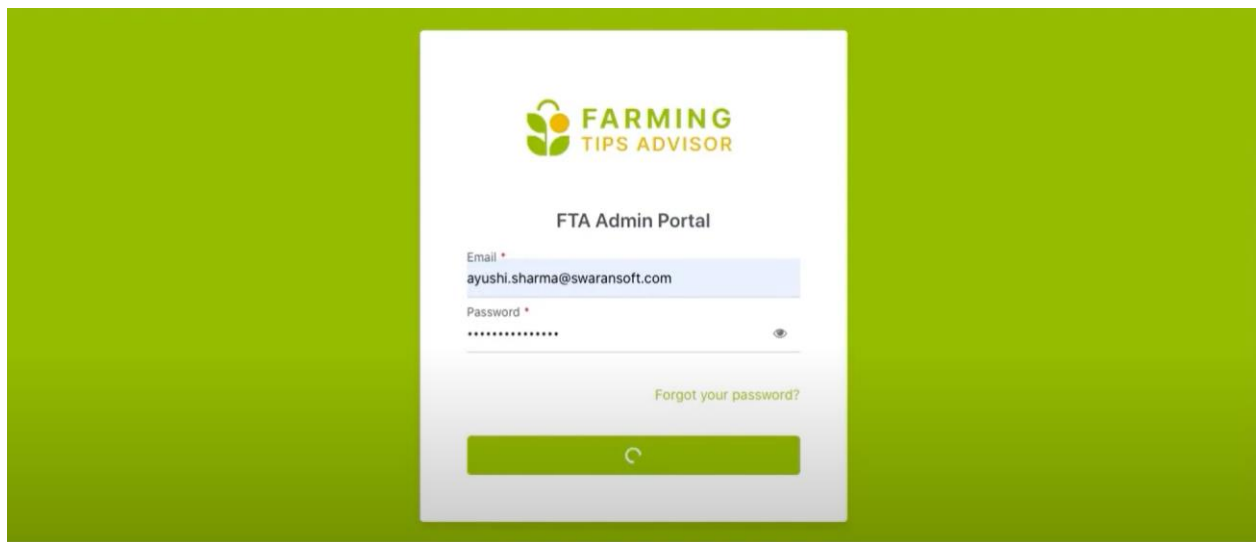 FARMING
TIPS ADVISOR
FTA Admin Portal
Email *
ayushi.sharma@swaransoft.com
Password *
•••••••••••••••
Forgot your password?